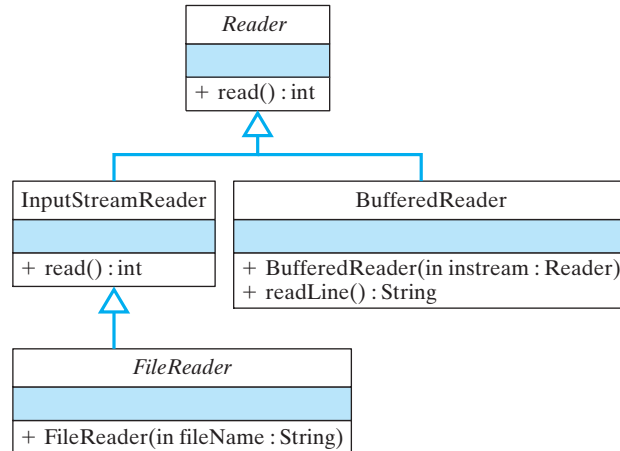 Reader
+ read() : int
InputStreamReader
+ read() : int
BufferedReader
+ BufferedReader(in instream : Reader)
+ readLine() : String
FileReader
+ FileReader(in fileName : String)